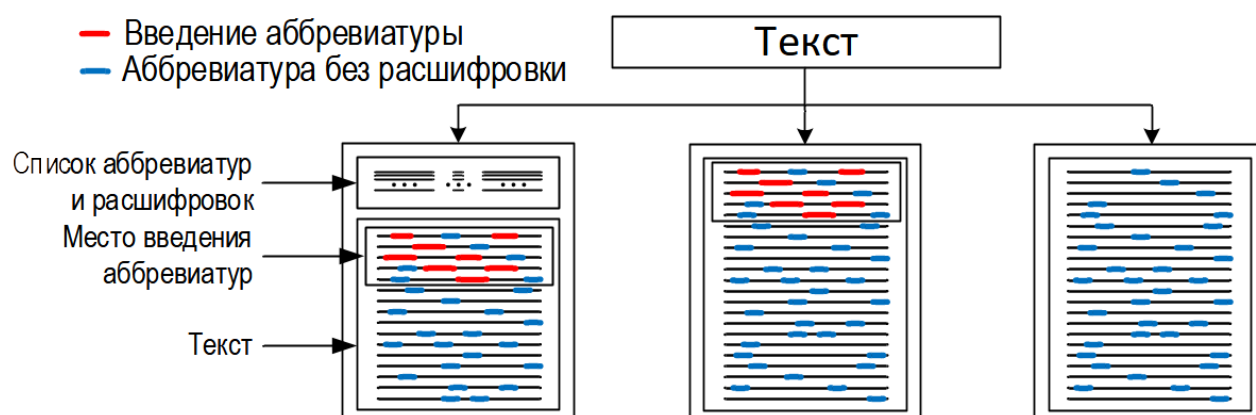 Введение аббревиатуры
Аббревиатура без расшифровки
Текст
Список аббревиатур
и расшифровок
Место введения
аббревиатур
Текст